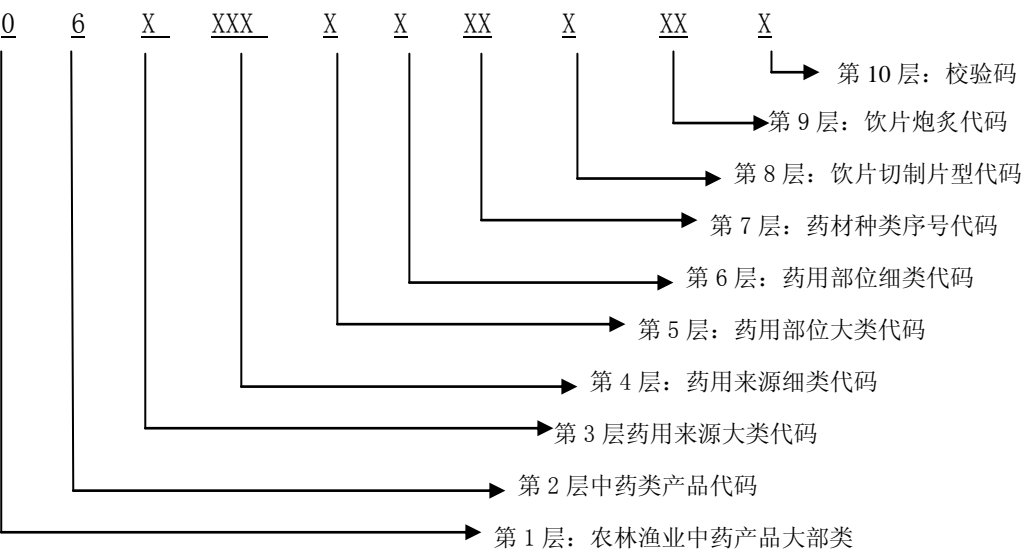 0 6 X XXX X X XX X XX X
第 10 层：校验码
第 9 层：饮片炮炙代码
第 8 层：饮片切制片型代码
第 7 层：药材种类序号代码
第 6 层：药用部位细类代码
第 5 层：药用部位大类代码
第 4 层：药用来源细类代码
第 3 层药用来源大类代码
第 2 层中药类产品代码
第 1 层：农林渔业中药产品大部类